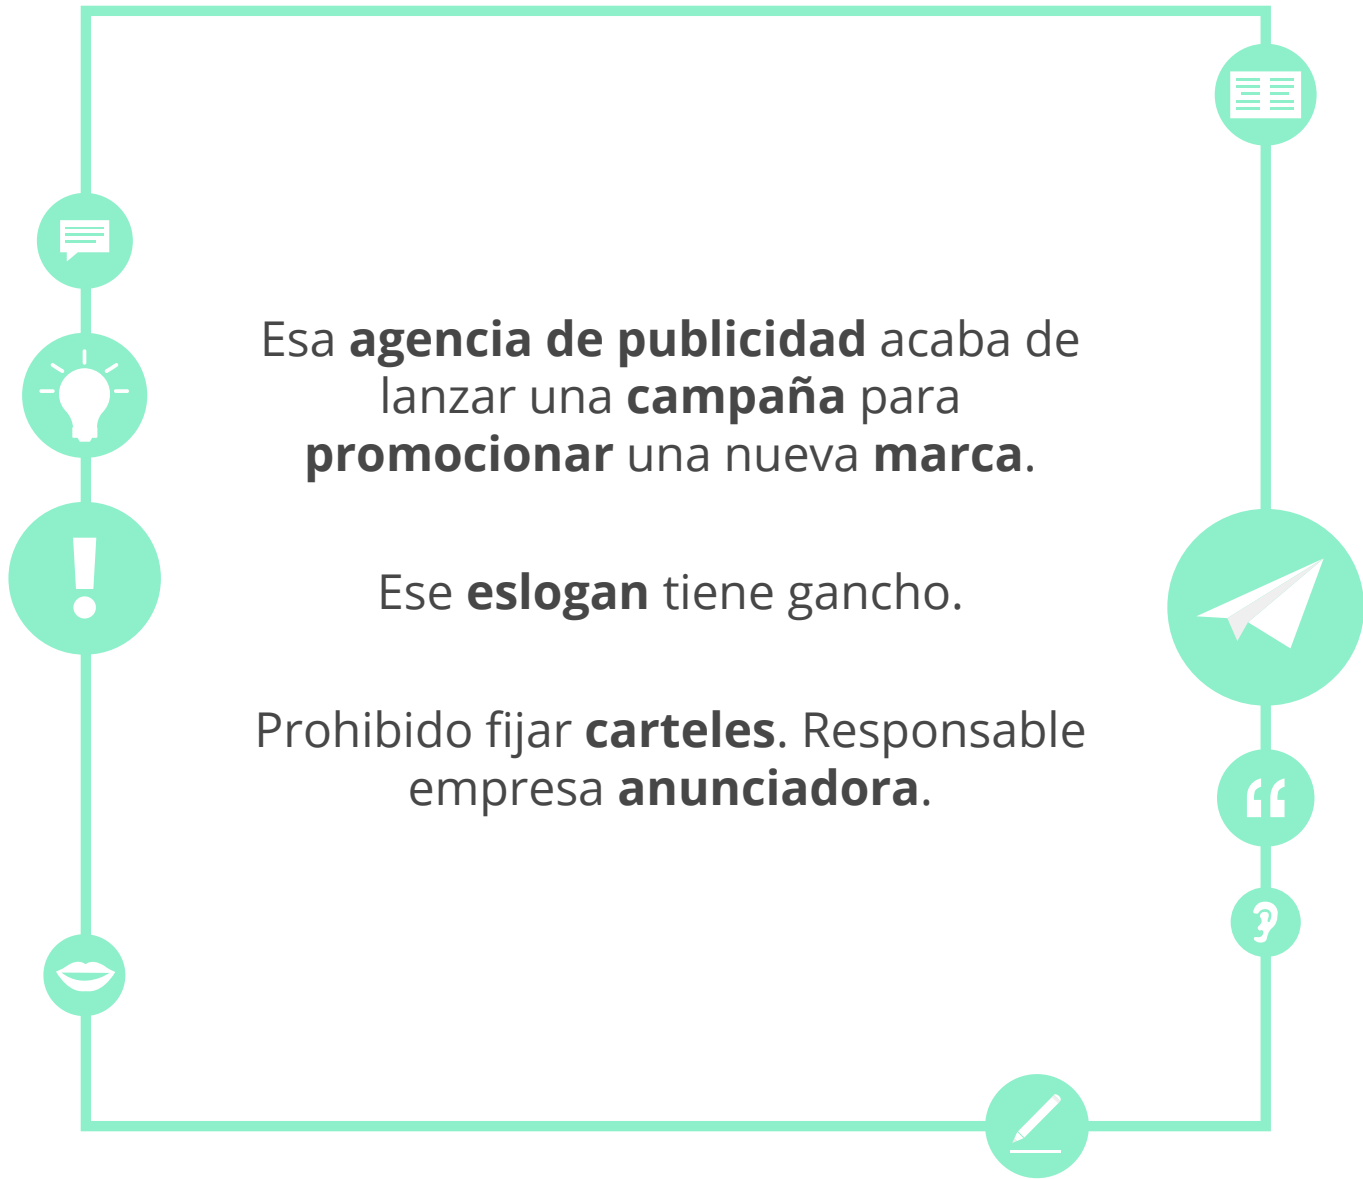 Esa agencia de publicidad acaba de
lanzar una campaña para
promocionar una nueva marca.
Ese eslogan tiene gancho.
Prohibido fijar carteles. Responsable
empresa anunciadora.